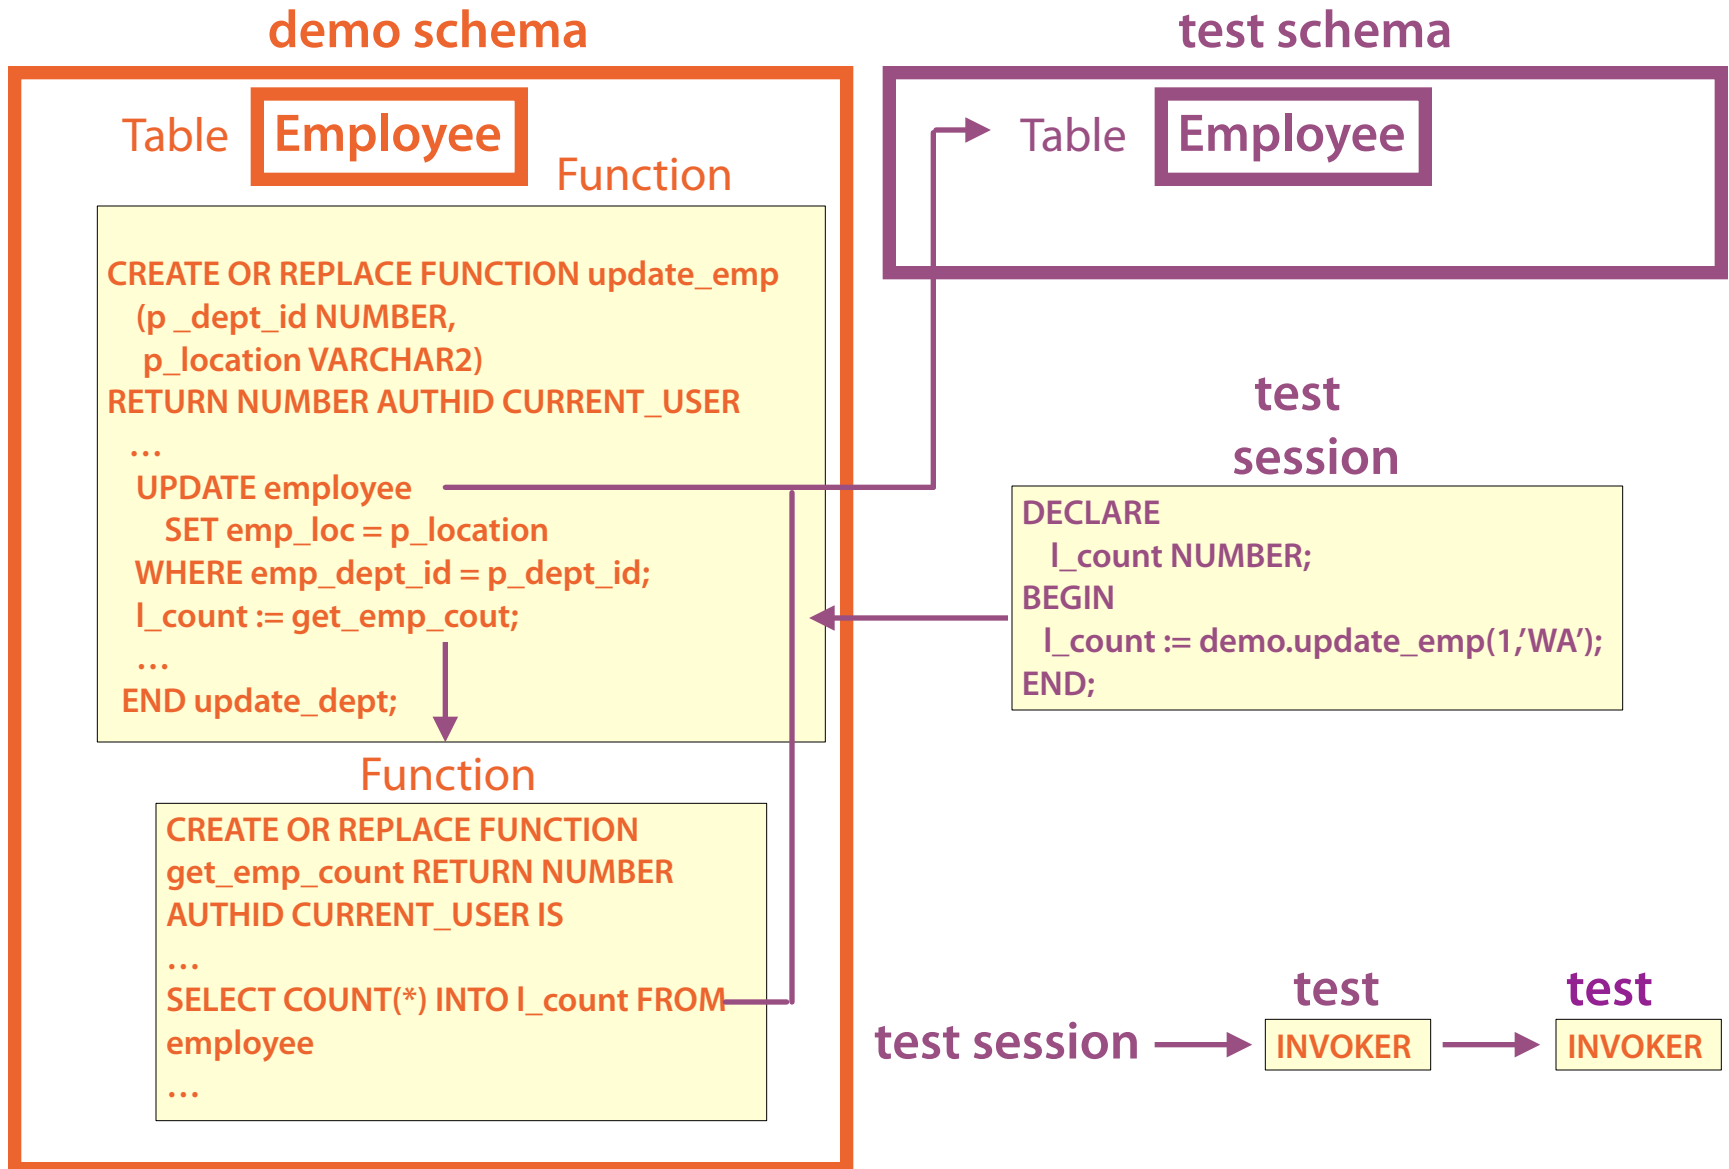 demo schema
Table Employee
Function
CREATE OR REPLACE FUNCTION update_emp
(p _dept_id NUMBER,
p_location VARCHAR2)
RETURN NUMBER AUTHID CURRENT_USER
…
UPDATE employee
SET emp_loc = p_location
WHERE emp_dept_id = p_dept_id;
l_count := get_emp_cout;
…
END update_dept;
Function
CREATE OR REPLACE FUNCTION
get_emp_count RETURN NUMBER
AUTHID CURRENT_USER IS
…
SELECT COUNT(*) INTO l_count FROM
employee
…
test schema
Table Employee
test
session
DECLARE
l_count NUMBER;
BEGIN
l_count := demo.update_emp(1,’WA’);
END;
test test
test session INVOKER INVOKER